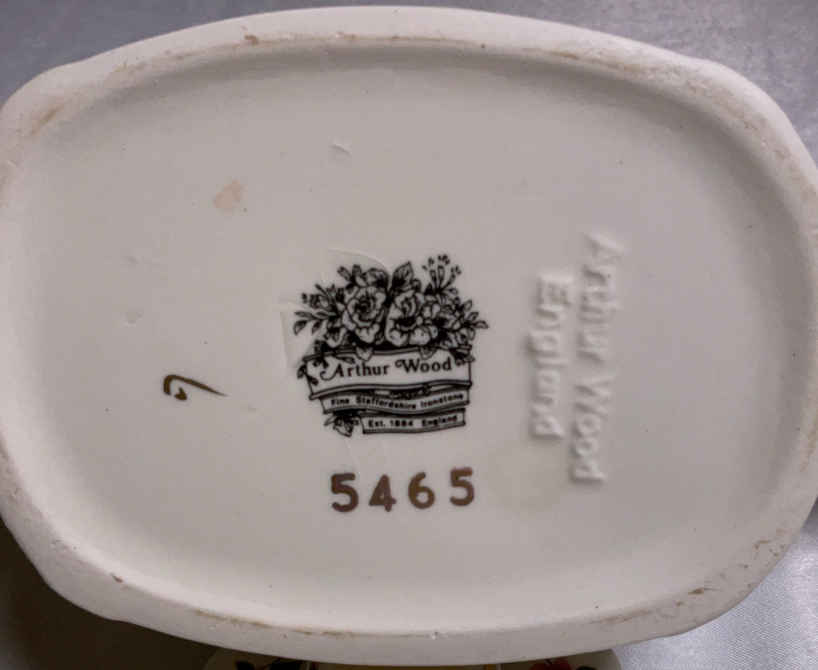 Arthur Wood
Fine Staffordshire Ironstone
Est. 1884 England
5465
Arthur Wood
England